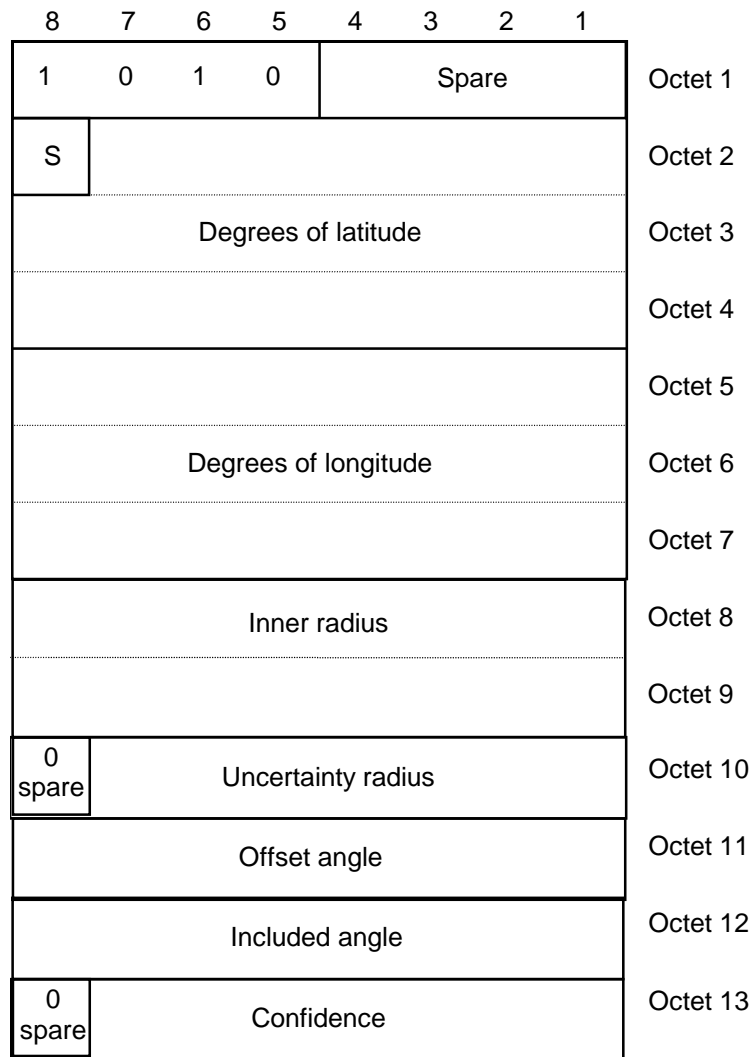 8 7 6 5 4 3 2 1
1 0 1 0 Spare Octet 1
S Octet 2
Degrees of latitude Octet 3
Octet 4
Octet 5
Degrees of longitude Octet 6
Octet 7
Inner radius Octet 8
Octet 9
0
spare Uncertainty radius Octet 10
Offset angle Octet 11
Included angle Octet 12
0
spare Confidence Octet 13